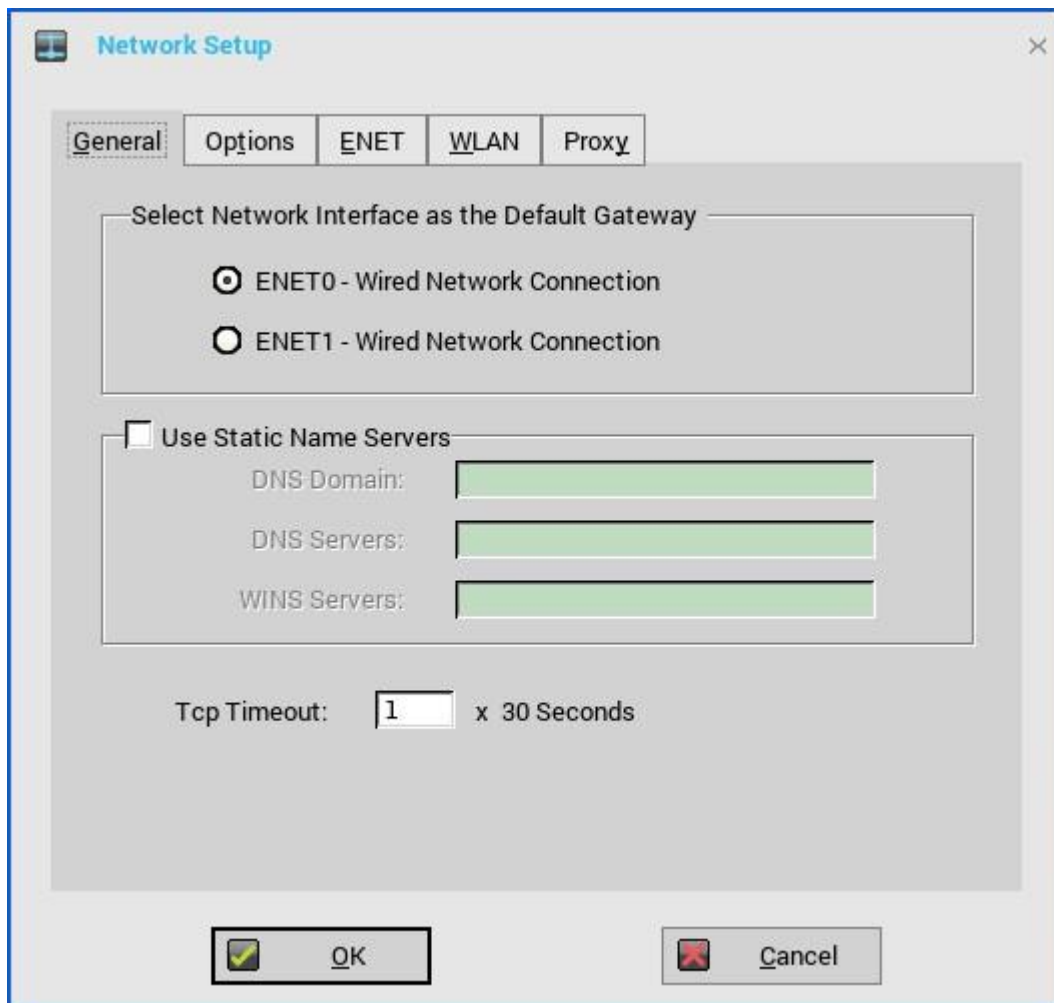 Network Setup
General Options ENET WLAN Proxy
Select Network Interface as the Default Gateway
ENET0 - Wired Network Connection
ENET1 - Wired Network Connection
Use Static Name Servers
DNS Domain:
DNS Servers:
WINS Servers:
Tcp Timeout: 1 x 30 Seconds
OK Cancel